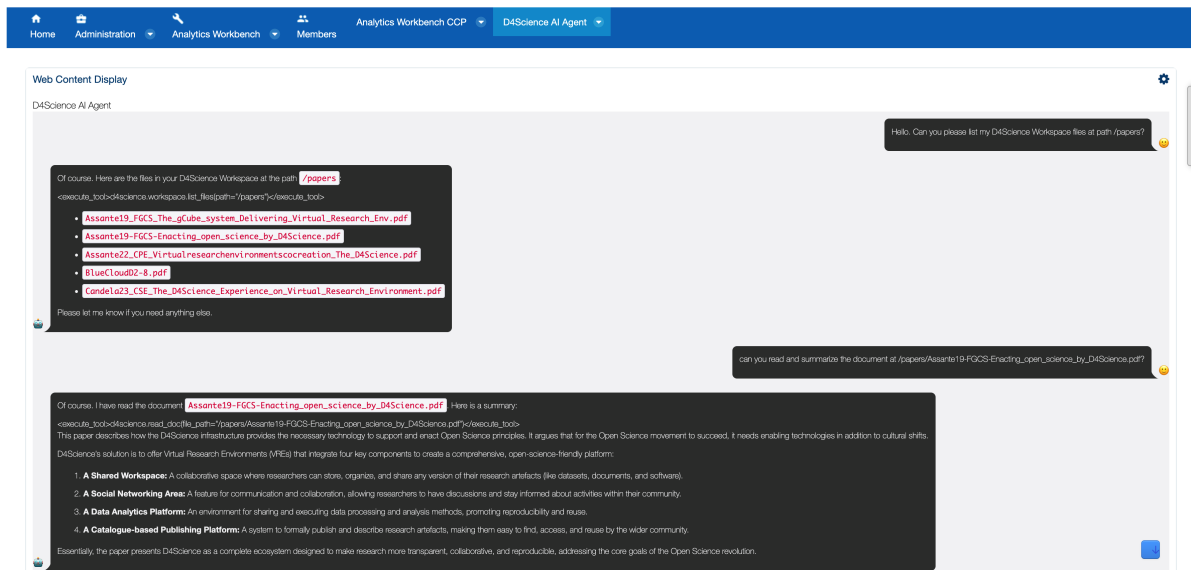 Home
Administration
Analytics Workbench
Members
Analytics Workbench CCP
D4Science AI Agent
Web Content Display
D4Science AI Agent
Hello. Can you please list my D4Science Workspace files at path /papers?
Of course. Here are the files in your D4Science Workspace at the path /papers:
<execute_tool>d4science.workspace.list_files(path="/papers")</execute_tool>
• Assante19_FGCS_The_gCube_system_Delivering_Virtual_Research_Env.pdf
• Assante19-FGCS-Enacting_open_science_by_D4Science.pdf
• Assante22_CPE_Virtualresearchenvironmentscocreation_The_D4Science.pdf
• BlueCloudD2-8.pdf
• Candela23_CSE_The_D4Science_Experience_on_Virtual_Research_Environment.pdf
Please let me know if you need anything else.
can you read and summarize the document at /papers/Assante19-FGCS-Enacting_open_science_by_D4Science.pdf?
Of course. I have read the document Assante19-FGCS-Enacting_open_science_by_D4Science.pdf. Here is a summary:
<execute_tool>d4science.read_doc(file_path="/papers/Assante19-FGCS-Enacting_open_science_by_D4Science.pdf")</execute_tool>
This paper describes how the D4Science infrastructure provides the necessary technology to support and enact Open Science principles. It argues that for the Open Science movement to succeed, it needs enabling technologies in addition to cultural shifts.
D4Science's solution is to offer Virtual Research Environments (VREs) that integrate four key components to create a comprehensive, open-science-friendly platform:
1. A Shared Workspace: A collaborative space where researchers can store, organize, and share any version of their research artefacts (like datasets, documents, and software).
2. A Social Networking Area: A feature for communication and collaboration, allowing researchers to have discussions and stay informed about activities within their community.
3. A Data Analytics Platform: An environment for sharing and executing data processing and analysis methods, promoting reproducibility and reuse.
4. A Catalogue-based Publishing Platform: A system to formally publish and describe research artefacts, making them easy to find, access, and reuse by the wider community.
Essentially, the paper presents D4Science as a complete ecosystem designed to make research more transparent, collaborative, and reproducible, addressing the core goals of the Open Science revolution.